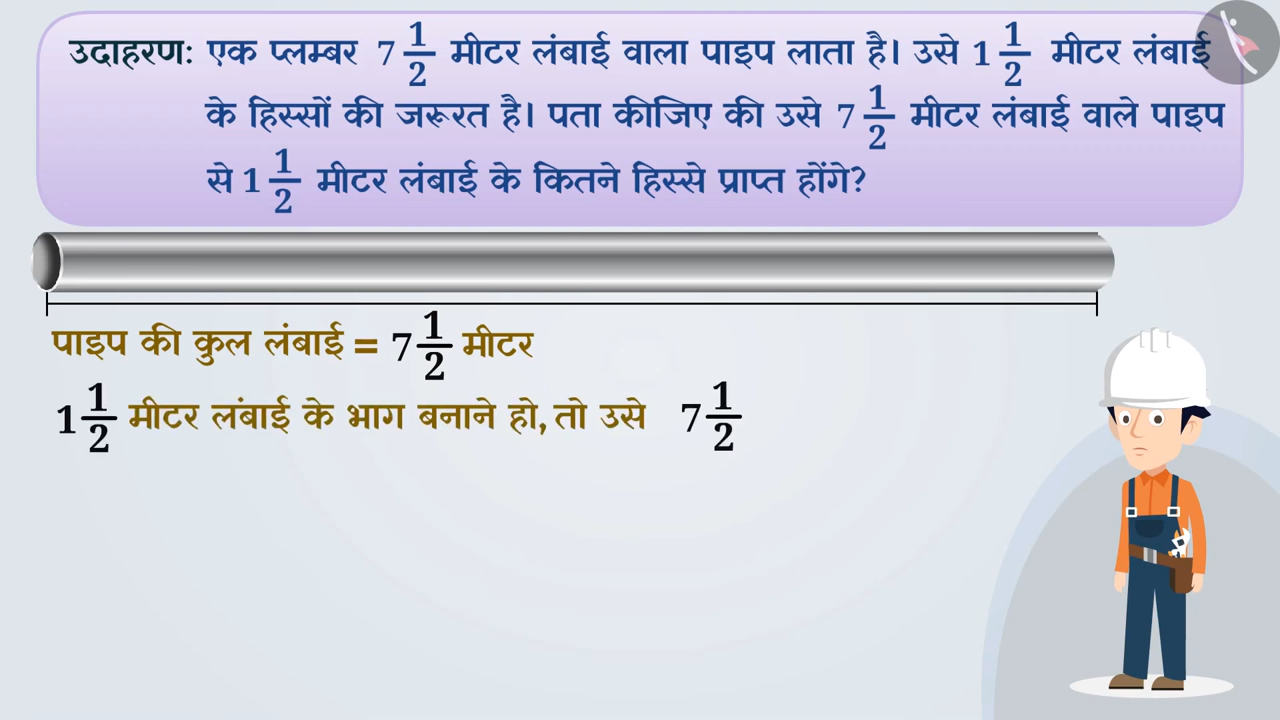 उदाहरण: एक प्लम्बर 7 1/2 मीटर लंबाई वाला पाइप लाता है। उसे 1 1/2 मीटर लंबाई
के हिस्सों की जरूरत है। पता कीजिए की उसे 7 1/2 मीटर लंबाई वाले पाइप
से 1 1/2 मीटर लंबाई के कितने हिस्से प्राप्त होंगे?
पाइप की कुल लंबाई = 7 1/2 मीटर
1 1/2 मीटर लंबाई के भाग बनाने हो, तो उसे 7 1/2